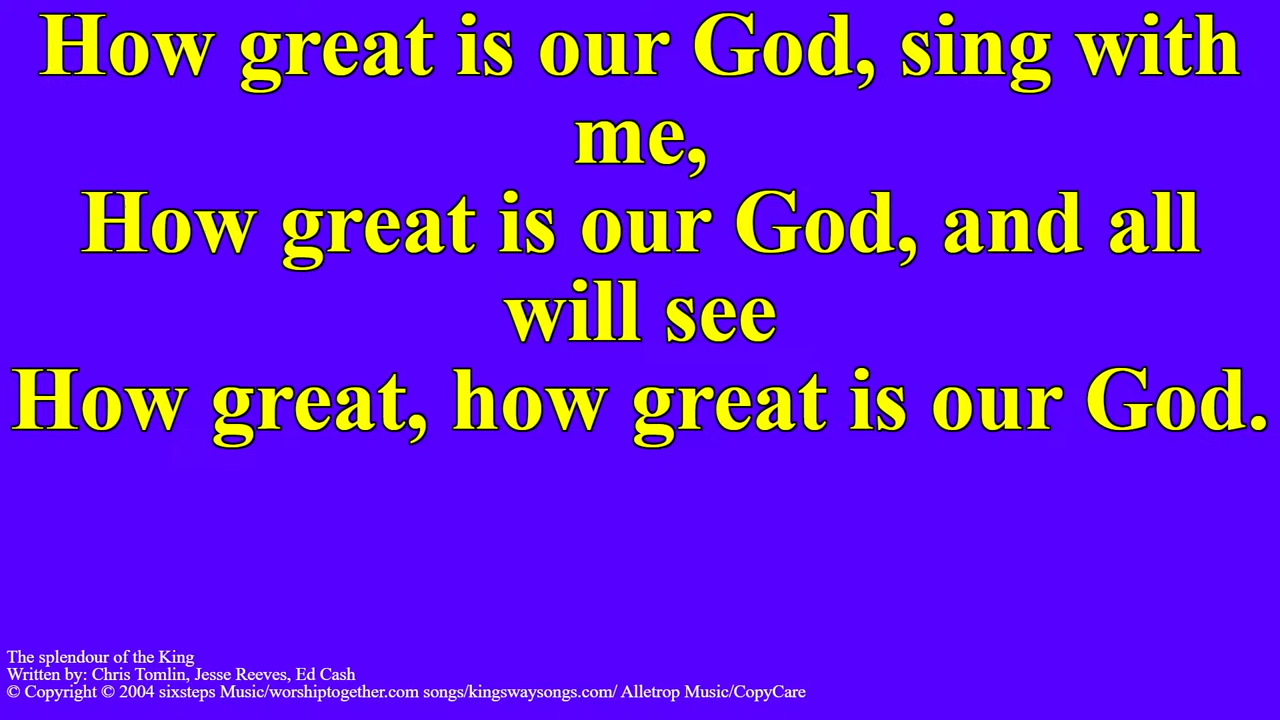 How great is our God, sing with
me,
How great is our God, and all
will see
How great, how great is our God.
The splendour of the King
Written by: Chris Tomlin, Jesse Reeves, Ed Cash
© Copyright © 2004 sixsteps Music/worshiptogether.com songs/kingswaysongs.com/ Alletrop Music/CopyCare